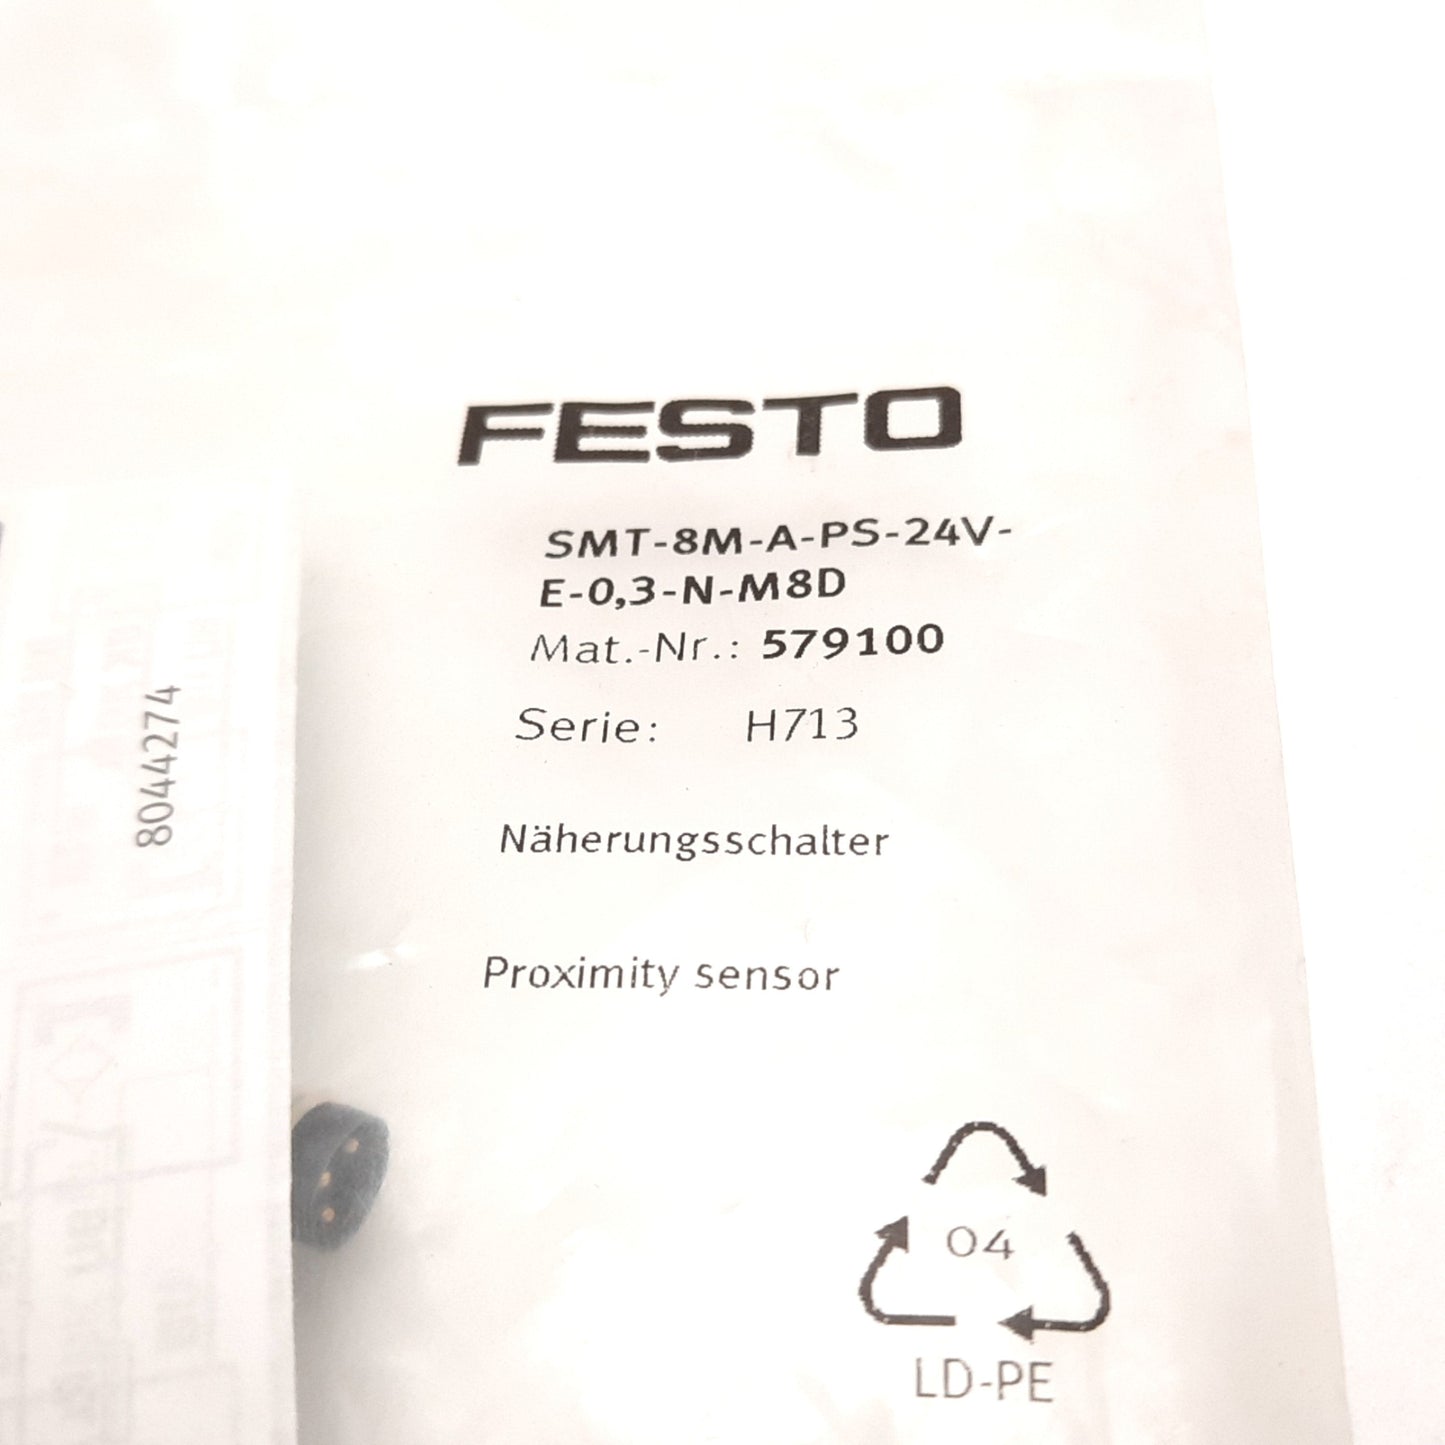 FESTO
SMT-8M-A-PS-24V-
E-0,3-N-M8D
Mat.-Nr.: 579100
Serie: H713
Näherungsschalter
Proximity sensor
04
LD-PE
8044274